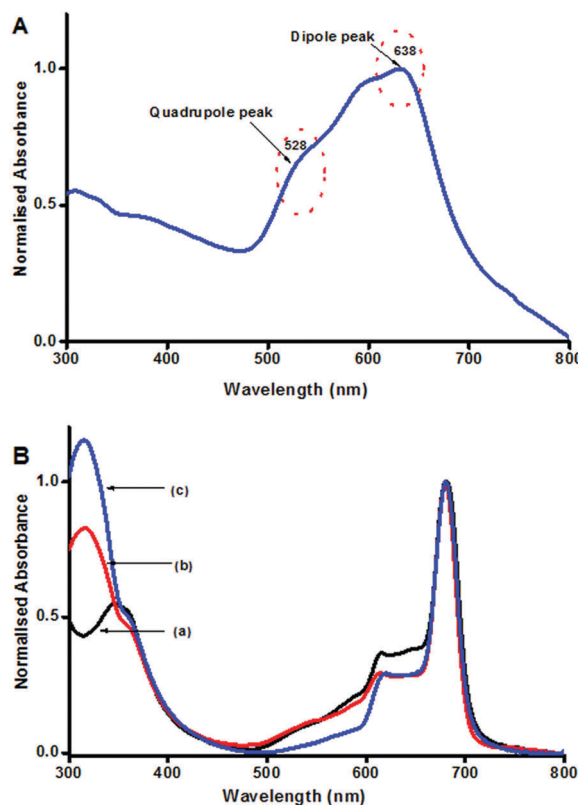 A
Dipole peak
638
1.0
Quadrupole peak
528
Normalised Absorbance
0.5
0.0
300 400 500 600 700 800
Wavelength (nm)
B
(c)
1.0
(b)
Normalised Absorbance
0.5
(a)
0.0
300 400 500 600 700 800
Wavelength (nm)